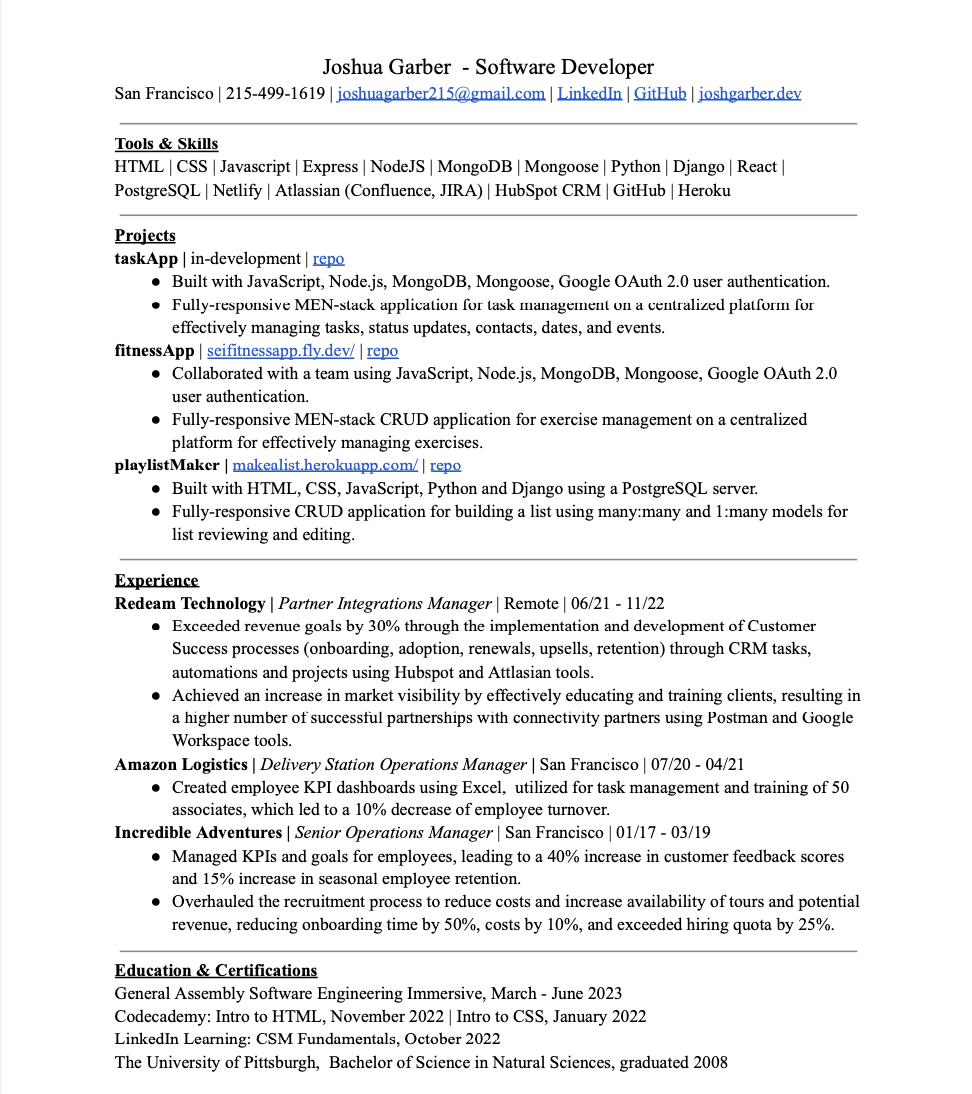 Joshua Garber - Software Developer
San Francisco | 215-499-1619 | joshuagarber215@gmail.com | LinkedIn | GitHub | joshgarber.dev
Tools & Skills
HTML | CSS | Javascript | Express | NodeJS | MongoDB | Mongoose | Python | Django | React |
PostgreSQL | Netlify | Atlassian (Confluence, JIRA) | HubSpot CRM | GitHub | Heroku
Projects
taskApp | in-development | repo
● Built with JavaScript, Node.js, MongoDB, Mongoose, Google OAuth 2.0 user authentication.
● Fully-responsive MEN-stack application for task management on a centralized platform for
effectively managing tasks, status updates, contacts, dates, and events.
fitnessApp | seifitnessapp.fly.dev/ | repo
● Collaborated with a team using JavaScript, Node.js, MongoDB, Mongoose, Google OAuth 2.0
user authentication.
● Fully-responsive MEN-stack CRUD application for exercise management on a centralized
platform for effectively managing exercises.
playlistMaker | makealist.herokuapp.com/ | repo
● Built with HTML, CSS, JavaScript, Python and Django using a PostgreSQL server.
● Fully-responsive CRUD application for building a list using many:many and 1:many models for
list reviewing and editing.
Experience
Redeam Technology | Partner Integrations Manager | Remote | 06/21 - 11/22
● Exceeded revenue goals by 30% through the implementation and development of Customer
Success processes (onboarding, adoption, renewals, upsells, retention) through CRM tasks,
automations and projects using Hubspot and Attlasian tools.
● Achieved an increase in market visibility by effectively educating and training clients, resulting in
a higher number of successful partnerships with connectivity partners using Postman and Google
Workspace tools.
Amazon Logistics | Delivery Station Operations Manager | San Francisco | 07/20 - 04/21
● Created employee KPI dashboards using Excel,  utilized for task management and training of 50
associates, which led to a 10% decrease of employee turnover.
Incredible Adventures | Senior Operations Manager | San Francisco | 01/17 - 03/19
● Managed KPIs and goals for employees, leading to a 40% increase in customer feedback scores
and 15% increase in seasonal employee retention.
● Overhauled the recruitment process to reduce costs and increase availability of tours and potential
revenue, reducing onboarding time by 50%, costs by 10%, and exceeded hiring quota by 25%.
Education & Certifications
General Assembly Software Engineering Immersive, March - June 2023
Codecademy: Intro to HTML, November 2022 | Intro to CSS, January 2022
LinkedIn Learning: CSM Fundamentals, October 2022
The University of Pittsburgh,  Bachelor of Science in Natural Sciences, graduated 2008